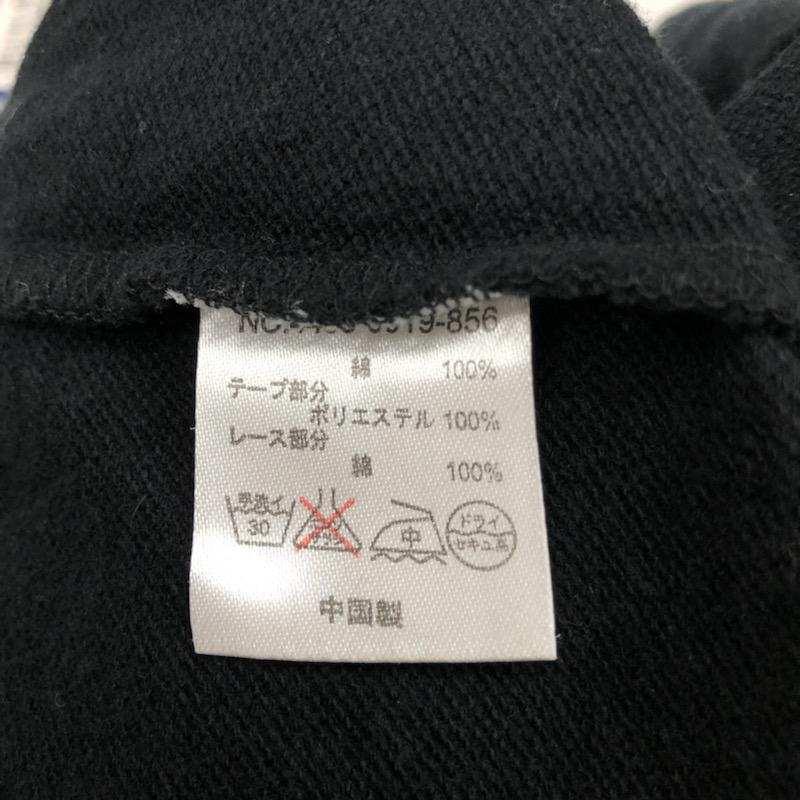 綿 100%
テープ部分
ポリエステル 100%
レース部分
綿 100%
手洗イ
30
中
ドライ
セキユ系
中国製